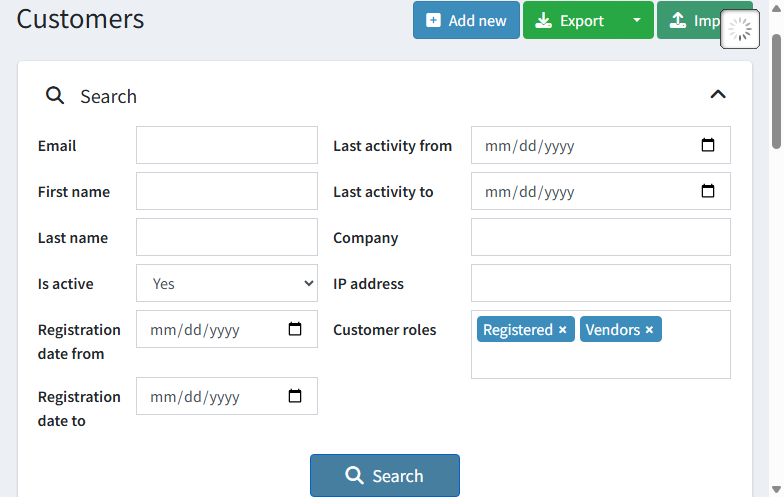 Customers
Add new
Export
Imp
Search
Email
Last activity from
mm/dd/yyyy
First name
Last activity to
mm/dd/yyyy
Last name
Company
Is active
Yes
IP address
Registration
date from
mm/dd/yyyy
Customer roles
Registered ×
Vendors ×
Registration
date to
mm/dd/yyyy
Search